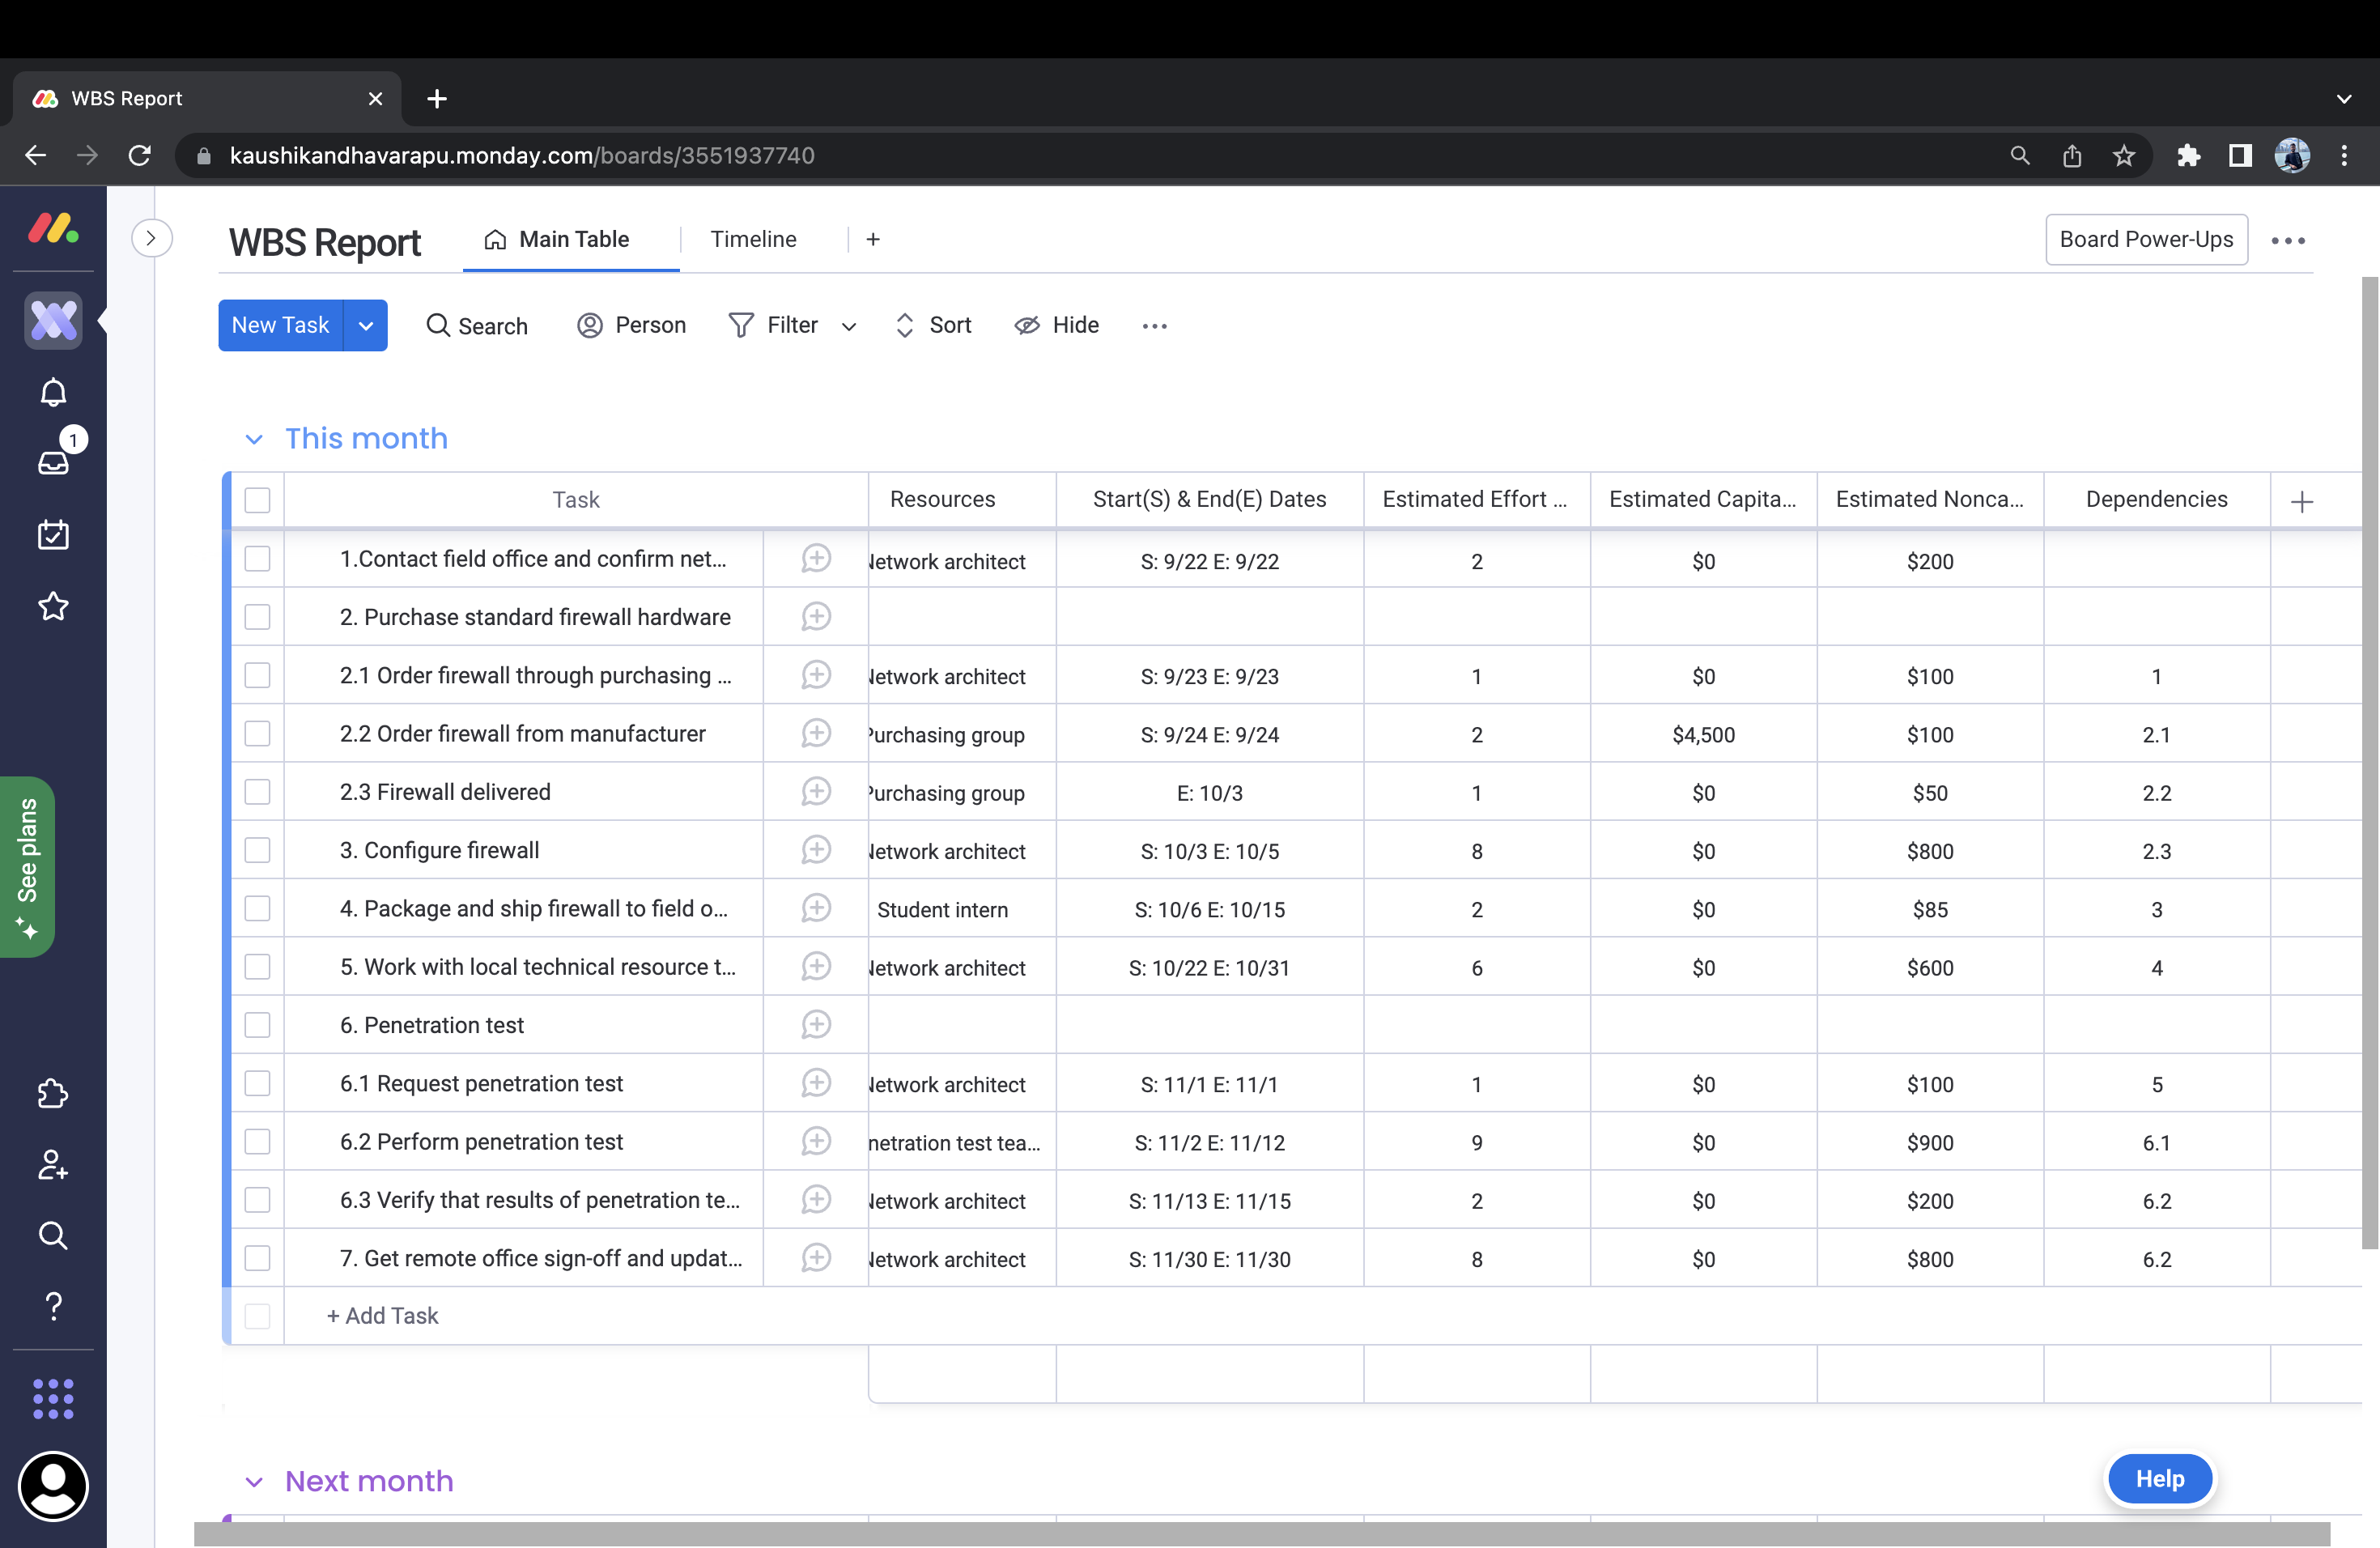 WBS Report
kaushikandhavarapu.monday.com/boards/3551937740
WBS Report Main Table Timeline + Board Power-Ups
New Task Search Person Filter Sort Hide
1
See plans
This month
Task Resources Start(S) & End(E) Dates Estimated Effort ... Estimated Capita... Estimated Nonca... Dependencies +
1.Contact field office and confirm net... Network architect S: 9/22 E: 9/22 2 $0 $200
2. Purchase standard firewall hardware
2.1 Order firewall through purchasing ... Network architect S: 9/23 E: 9/23 1 $0 $100 1
2.2 Order firewall from manufacturer Purchasing group S: 9/24 E: 9/24 2 $4,500 $100 2.1
2.3 Firewall delivered Purchasing group E: 10/3 1 $0 $50 2.2
3. Configure firewall Network architect S: 10/3 E: 10/5 8 $0 $800 2.3
4. Package and ship firewall to field o... Student intern S: 10/6 E: 10/15 2 $0 $85 3
5. Work with local technical resource t... Network architect S: 10/22 E: 10/31 6 $0 $600 4
6. Penetration test
6.1 Request penetration test Network architect S: 11/1 E: 11/1 1 $0 $100 5
6.2 Perform penetration test netration test tea... S: 11/2 E: 11/12 9 $0 $900 6.1
6.3 Verify that results of penetration te... Network architect S: 11/13 E: 11/15 2 $0 $200 6.2
7. Get remote office sign-off and updat... Network architect S: 11/30 E: 11/30 8 $0 $800 6.2
+ Add Task
Next month
Help